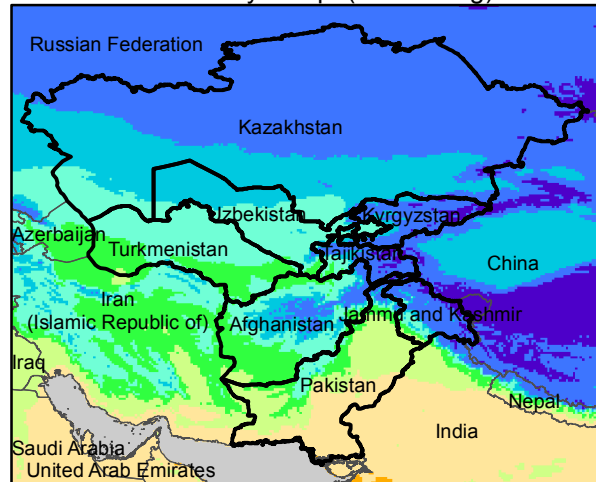 Russian Federation
Kazakhstan
Uzbekistan
Kyrgyzstan
Azerbaijan
Turkmenistan
Tajikistan
China
Iran
(Islamic Republic of)
Afghanistan
Jammu and Kashmir
Iraq
Pakistan
Nepal
India
Saudi Arabia
United Arab Emirates